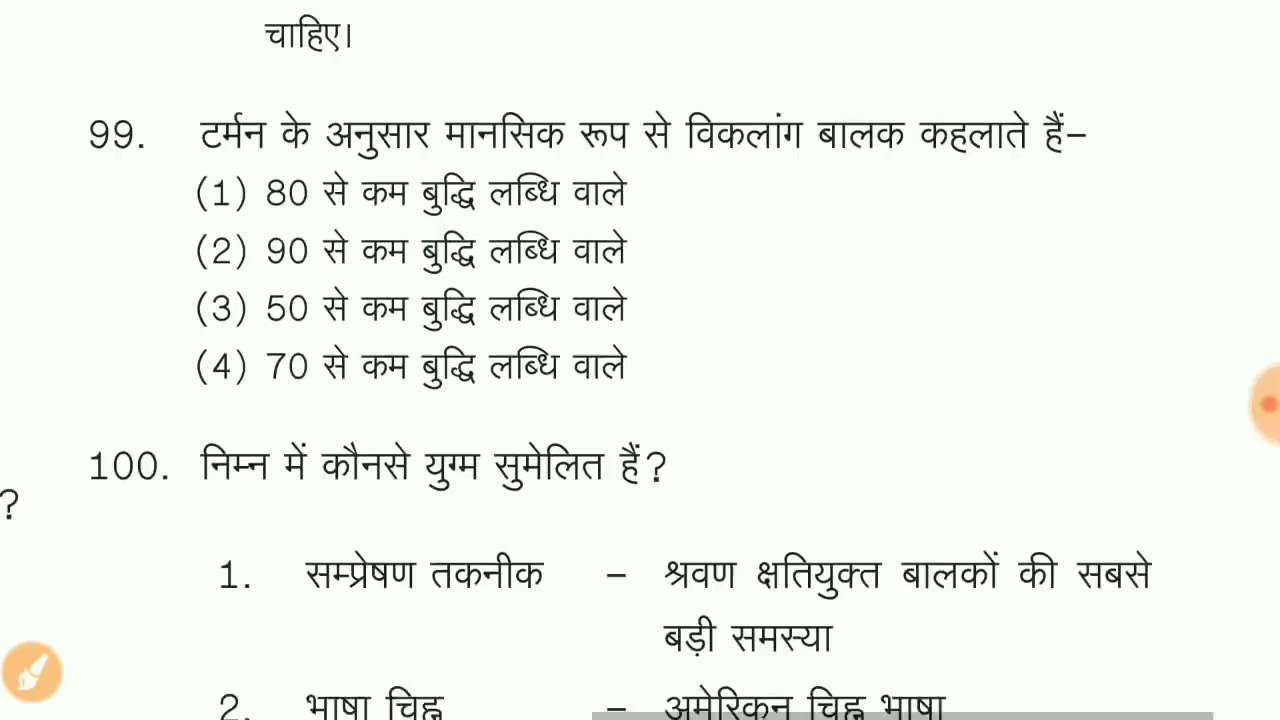 चाहिए।
99. टर्मन के अनुसार मानसिक रूप से विकलांग बालक कहलाते हैं–
(1) 80 से कम बुद्धि लब्धि वाले
(2) 90 से कम बुद्धि लब्धि वाले
(3) 50 से कम बुद्धि लब्धि वाले
(4) 70 से कम बुद्धि लब्धि वाले
100. निम्न में कौनसे युग्म सुमेलित हैं?
?
1. सम्प्रेषण तकनीक – श्रवण क्षतियुक्त बालकों की सबसे
बड़ी समस्या
2. भाषा चिह्न – अमेरिकन चिह्न भाषा